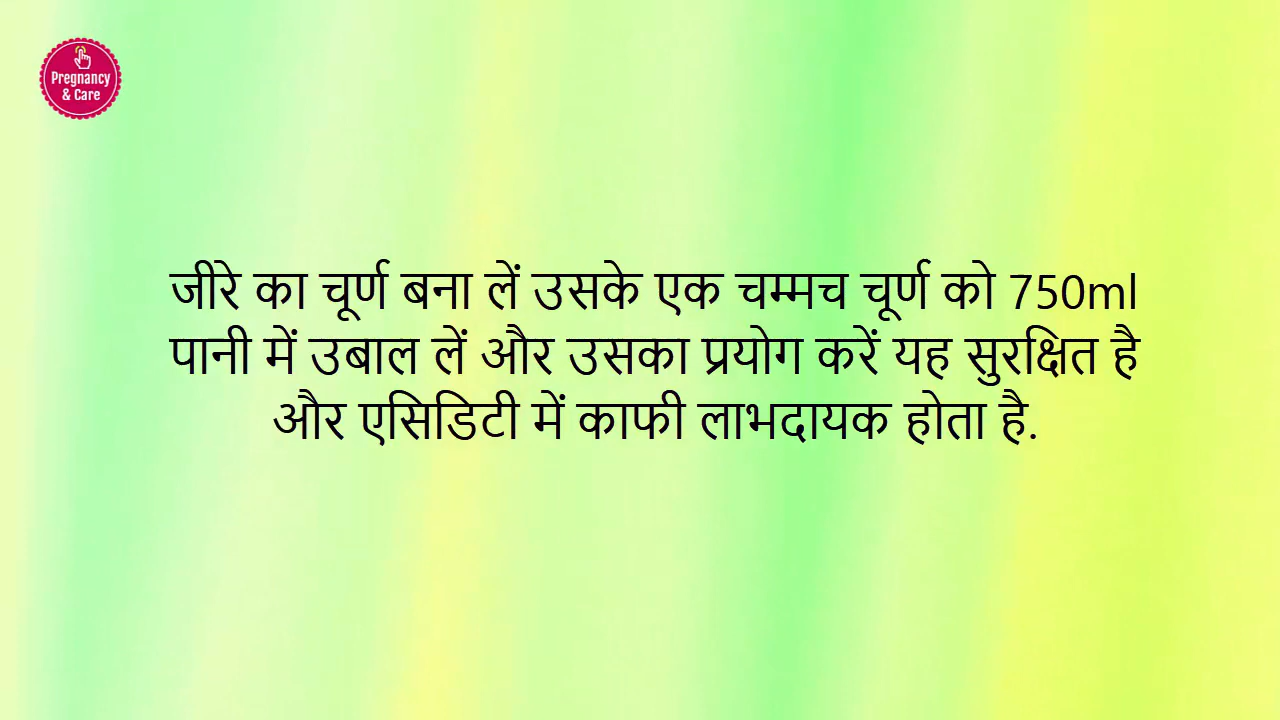 Pregnancy
& Care
जीरे का चूर्ण बना लें उसके एक चम्मच चूर्ण को 750ml
पानी में उबाल लें और उसका प्रयोग करें यह सुरक्षित है
और एसिडिटी में काफी लाभदायक होता है.